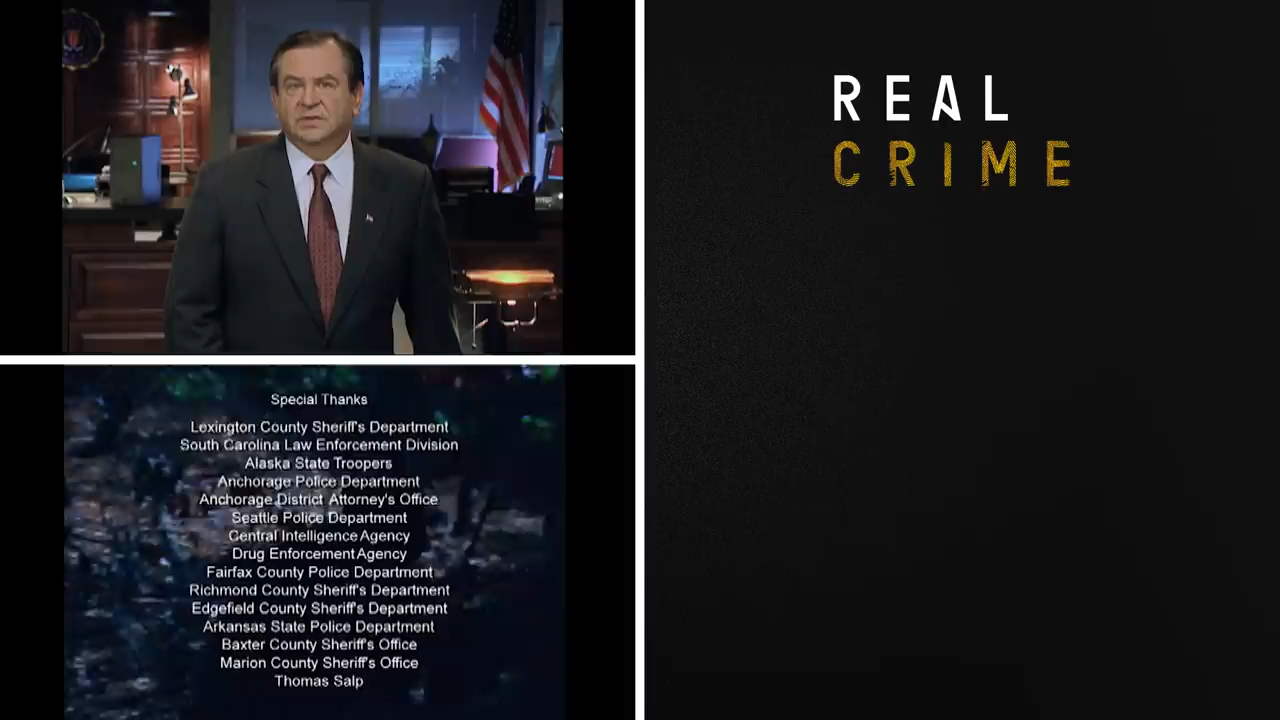 REAL
CRIME
Special Thanks
Lexington County Sheriff's Department
South Carolina Law Enforcement Division
Alaska State Troopers
Anchorage Police Department
Anchorage District Attorney's Office
Seattle Police Department
Central Intelligence Agency
Drug Enforcement Agency
Fairfax County Police Department
Richmond County Sheriff's Department
Edgefield County Sheriff's Department
Arkansas State Police Department
Baxter County Sheriff's Office
Marion County Sheriff's Office
Thomas Salp